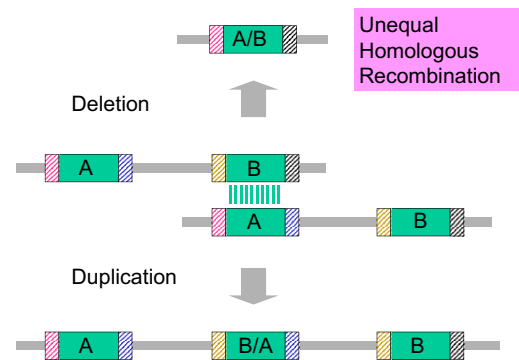 A/B
Unequal
Homologous
Recombination
Deletion
A B
A B
Duplication
A B/A B